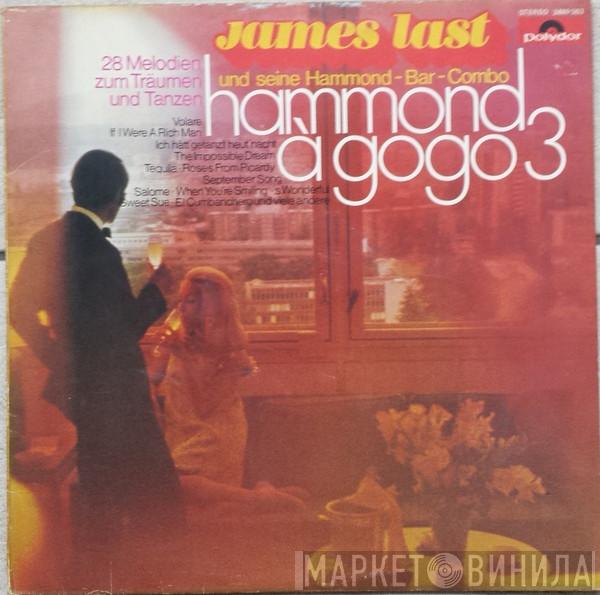 STEREO 2489 063
polydor
james last
und seine Hammond-Bar-Combo
hammond
à gogo 3
28 Melodien
zum Träumen
und Tanzen
Volare
If I Were A Rich Man
Ich hätt getanzt heut nacht
The Impossible Dream
Tequila · Roses From Picardy
September Song
Salome · When You're Smiling · 's Wonderful
Sweet Sue · El Cumbanchero und viele andere
МАРКЕТ ВИНИЛА